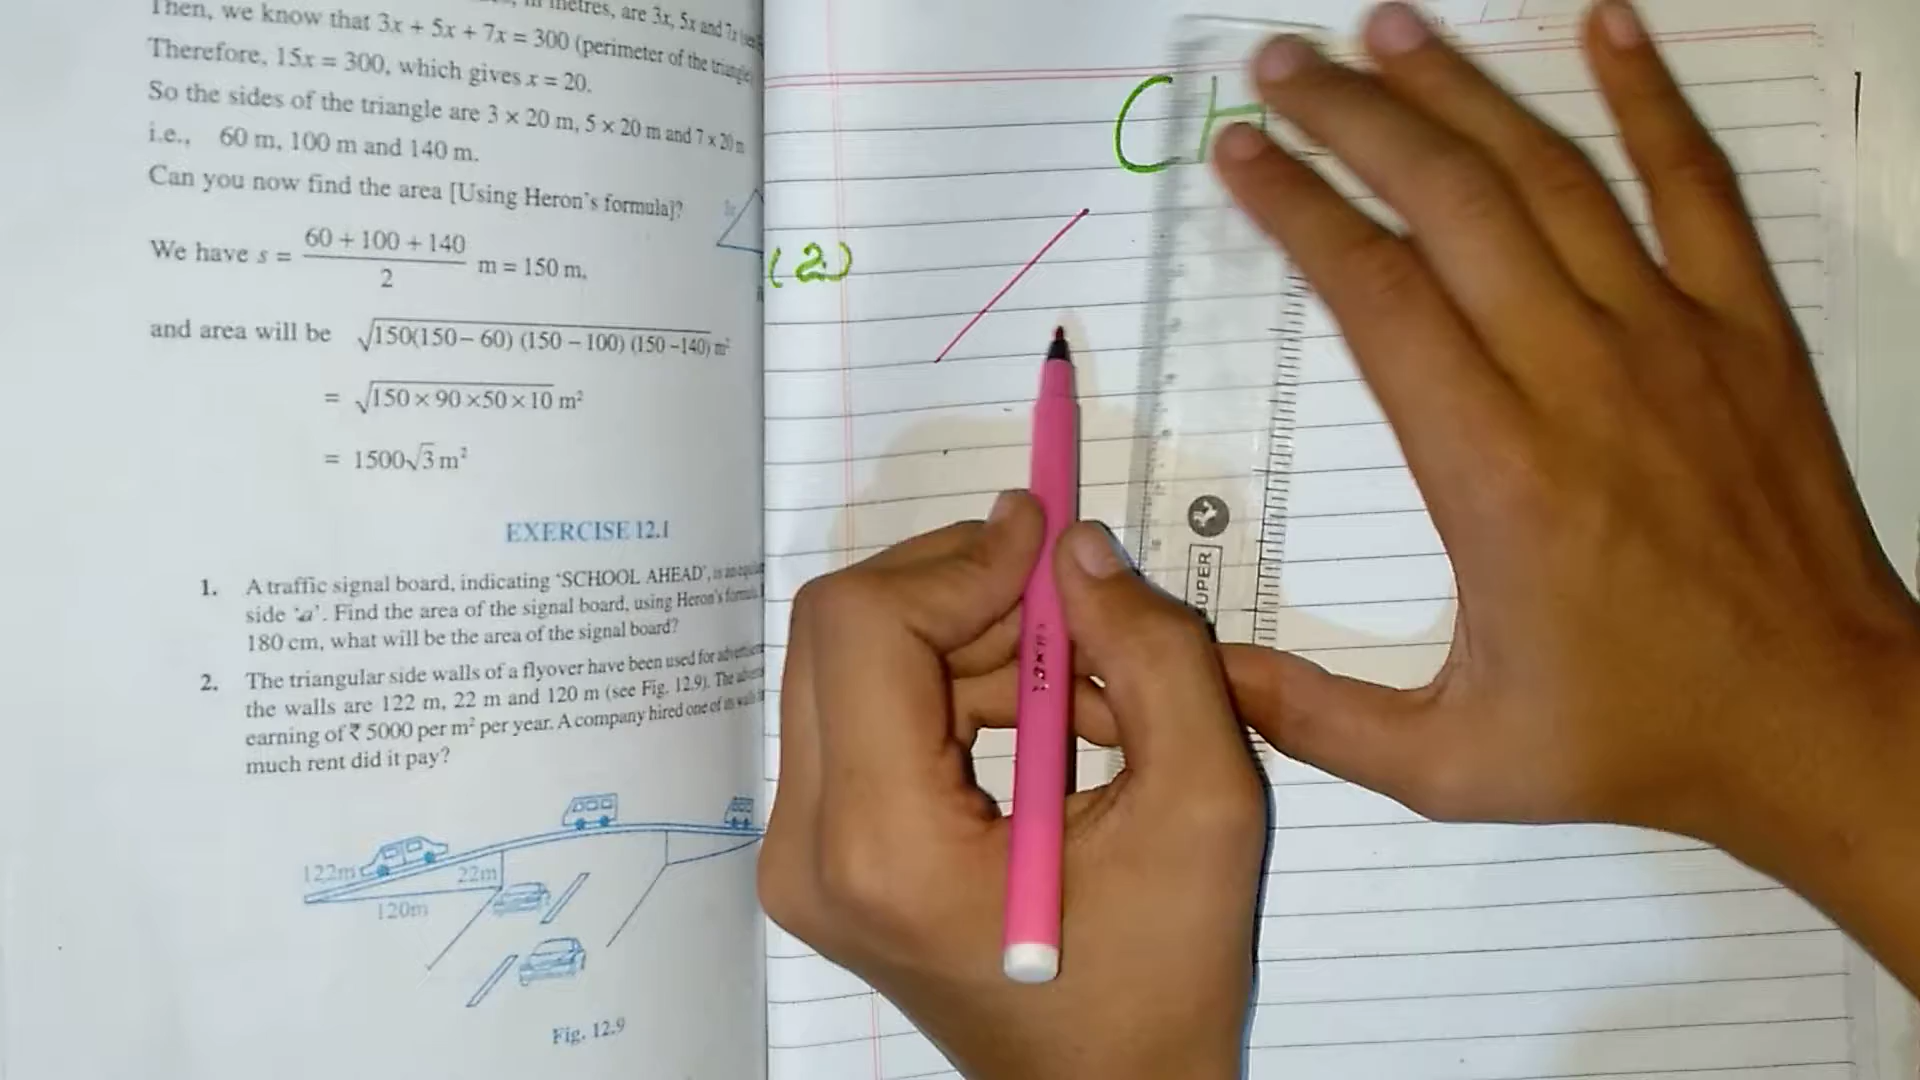 metres, are 3x, 5x and 7x
Then, we know that 3x + 5x + 7x = 300 (perimeter of the triangle
Therefore, 15x = 300, which gives x = 20.
So the sides of the triangle are 3 × 20 m, 5 × 20 m and 7 × 20 m
i.e., 60 m, 100 m and 140 m.
Can you now find the area [Using Heron's formula]?
We have s = (60 + 100 + 140)/2 m = 150 m,
and area will be √150(150 – 60) (150 – 100) (150 –140) m²
= √150 × 90 ×50 × 10 m²
= 1500√3 m²
EXERCISE 12.1
1. A traffic signal board, indicating 'SCHOOL AHEAD', is an
side 'a'. Find the area of the signal board, using Heron's
180 cm, what will be the area of the signal board?
2. The triangular side walls of a flyover have been used for
the walls are 122 m, 22 m and 120 m (see Fig. 12.9). The
earning of ₹ 5000 per m² per year. A company hired one of its
much rent did it pay?
122m
22m
120m
Fig. 12.9
CH
(2)
SUPER